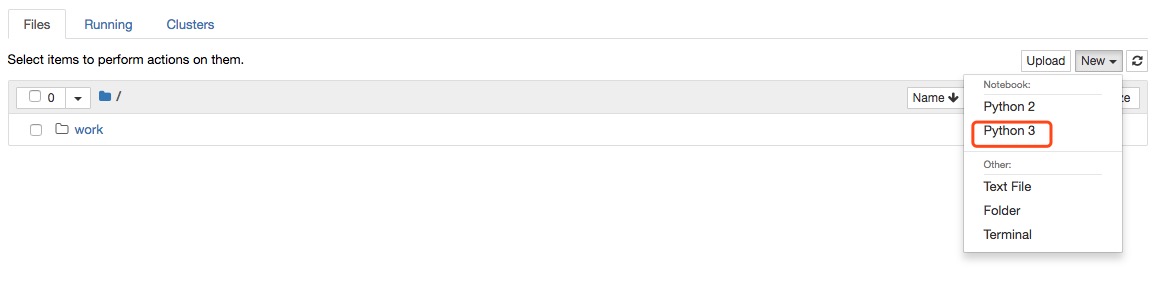 Files Running Clusters
Select items to perform actions on them.
Upload New
0 / Name
Notebook:
work
Python 2
Python 3
Other:
Text File
Folder
Terminal